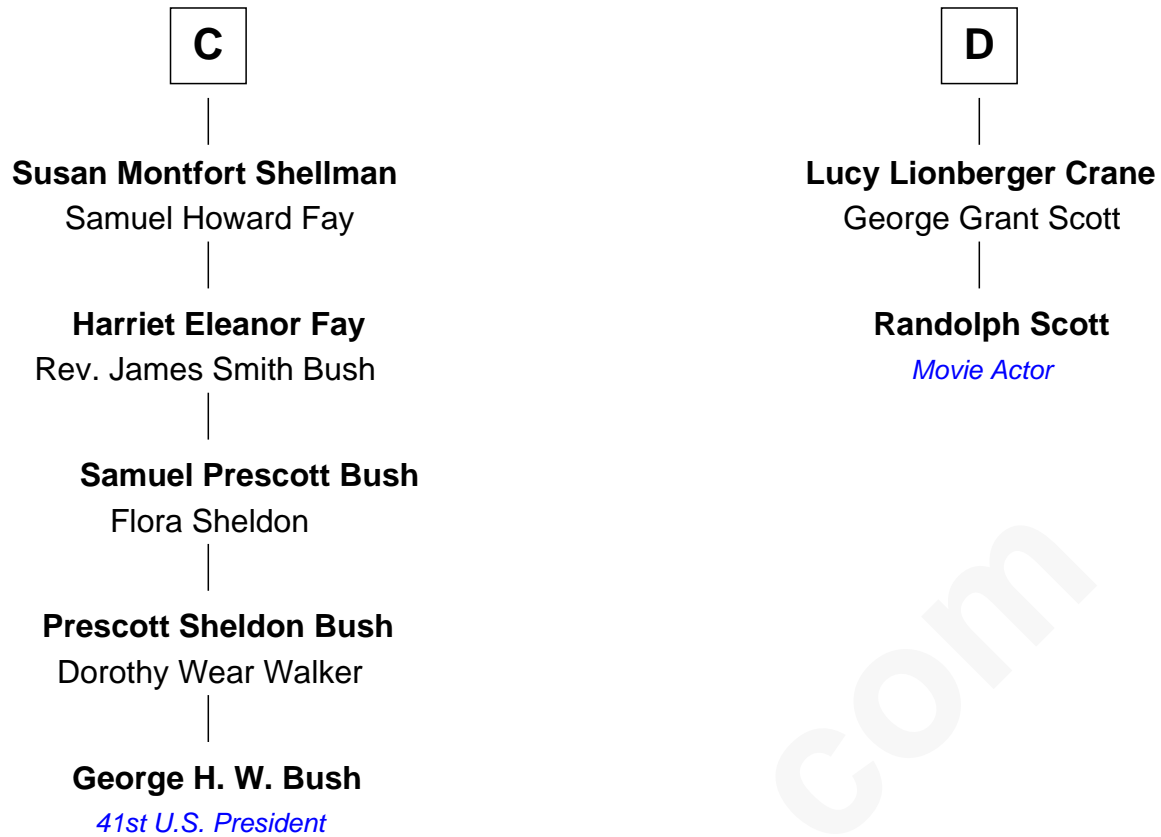 C
Susan Montfort Shellman
Samuel Howard Fay
Harriet Eleanor Fay
Rev. James Smith Bush
Samuel Prescott Bush
Flora Sheldon
Prescott Sheldon Bush
Dorothy Wear Walker
George H. W. Bush
41st U.S. President
D
Lucy Lionberger Crane
George Grant Scott
Randolph Scott
Movie Actor
com